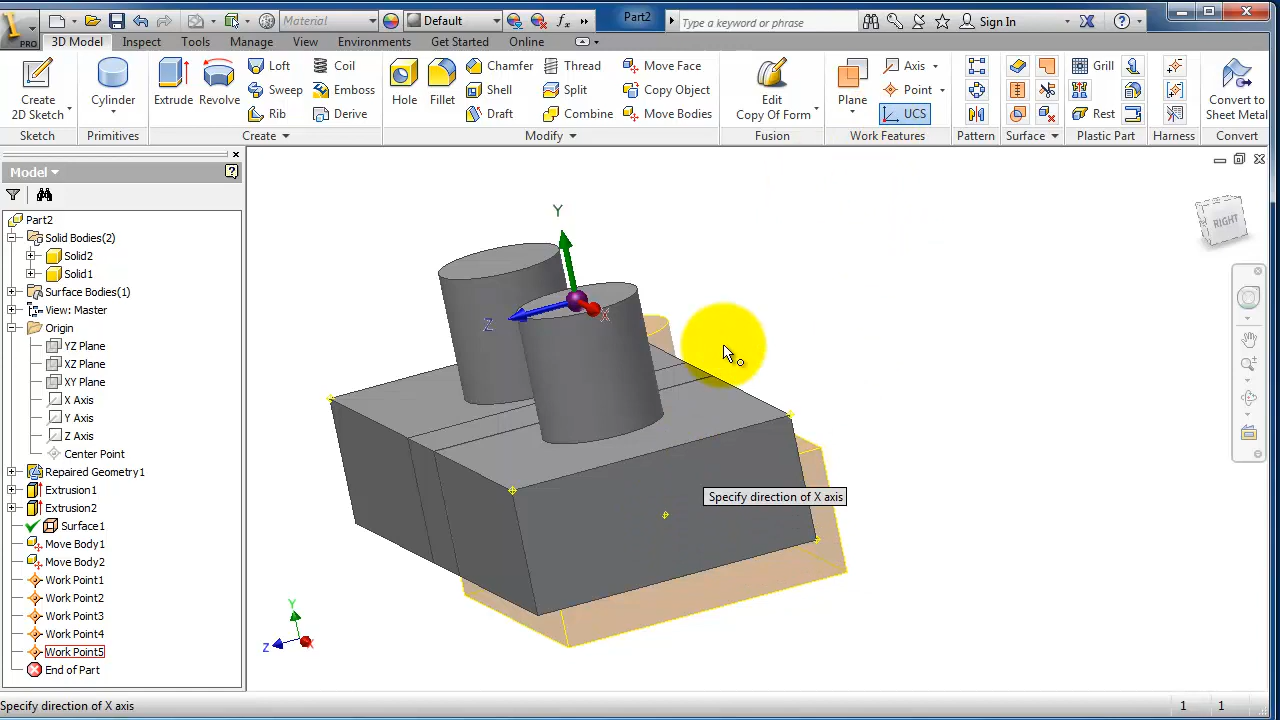 PRO
Material
Default
Part2
Type a keyword or phrase
Sign In
3D Model
Inspect
Tools
Manage
View
Environments
Get Started
Online
Create
2D Sketch
Cylinder
Extrude
Revolve
Loft
Sweep
Rib
Coil
Emboss
Derive
Hole
Fillet
Chamfer
Shell
Draft
Thread
Split
Combine
Move Face
Copy Object
Move Bodies
Edit
Copy Of Form
Plane
Axis
Point
UCS
Grill
Rest
Convert to
Sheet Metal
Sketch
Primitives
Create
Modify
Fusion
Work Features
Pattern
Surface
Plastic Part
Harness
Convert
Model
Part2
Solid Bodies(2)
Solid2
Solid1
Surface Bodies(1)
View: Master
Origin
YZ Plane
XZ Plane
XY Plane
X Axis
Y Axis
Z Axis
Center Point
Repaired Geometry1
Extrusion1
Extrusion2
Surface1
Move Body1
Move Body2
Work Point1
Work Point2
Work Point3
Work Point4
Work Point5
End of Part
Y
Z
X
RIGHT
Specify direction of X axis
Y
Z
X
Specify direction of X axis
1
1